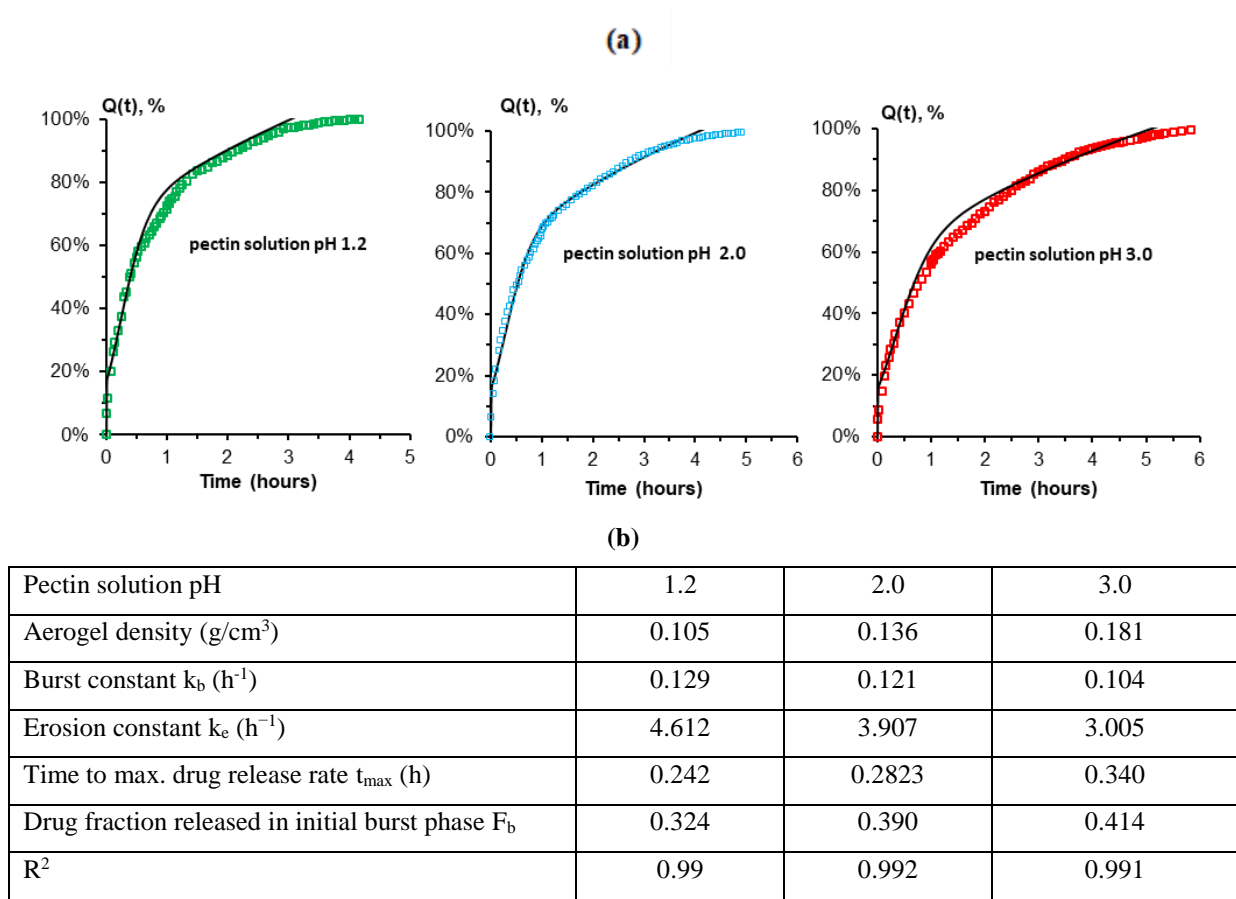 (a)
Q(t), %
100%
80%
60%
40%
20%
0%
pectin solution pH 1.2
0 1 2 3 4 5
Time (hours)
Q(t), %
100%
80%
60%
40%
20%
0%
pectin solution pH 2.0
0 1 2 3 4 5 6
Time (hours)
Q(t), %
100%
80%
60%
40%
20%
0%
pectin solution pH 3.0
0 1 2 3 4 5 6
Time (hours)
(b)
Pectin solution pH 1.2 2.0 3.0
Aerogel density (g/cm³) 0.105 0.136 0.181
Burst constant kb (h-1) 0.129 0.121 0.104
Erosion constant ke (h−1) 4.612 3.907 3.005
Time to max. drug release rate tmax (h) 0.242 0.2823 0.340
Drug fraction released in initial burst phase Fb 0.324 0.390 0.414
R² 0.99 0.992 0.991